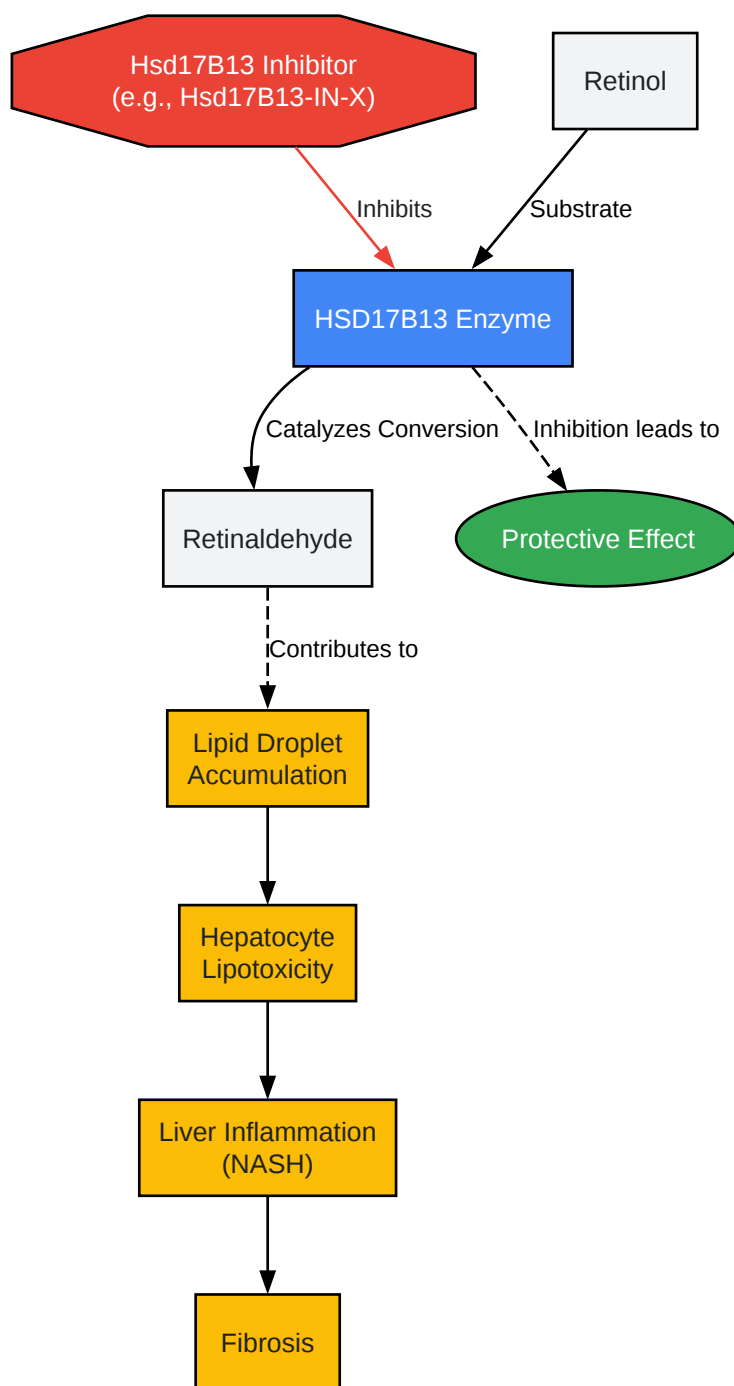 Hsd17B13 Inhibitor
(e.g., Hsd17B13-IN-X)
Retinol
Inhibits
Substrate
HSD17B13 Enzyme
Catalyzes Conversion
Inhibition leads to
Retinaldehyde
Protective Effect
Contributes to
Lipid Droplet
Accumulation
Hepatocyte
Lipotoxicity
Liver Inflammation
(NASH)
Fibrosis